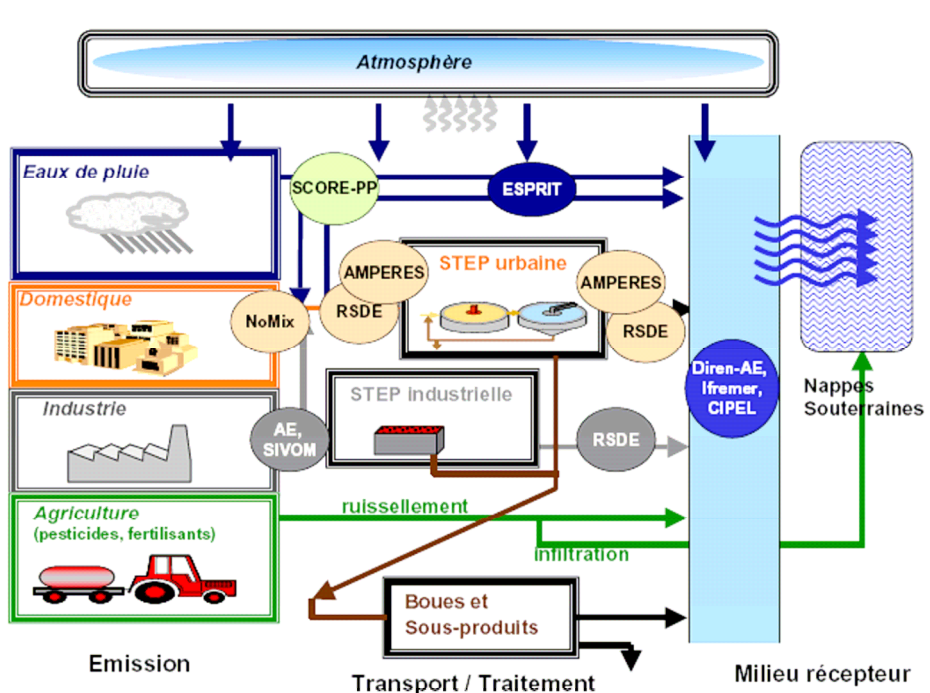 Atmosphère
Eaux de pluie
SCORE-PP
ESPRIT
Domestique
NoMix
AMPERES
RSDE
STEP urbaine
AMPERES
RSDE
Industrie
AE,
SIVOM
STEP industrielle
RSDE
Diren-AE,
Ifremer,
CIPEL
Nappes
Souterraines
Agriculture
(pesticides, fertilisants)
ruissellement
infiltration
Boues et
Sous-produits
Emission
Transport / Traitement
Milieu récepteur